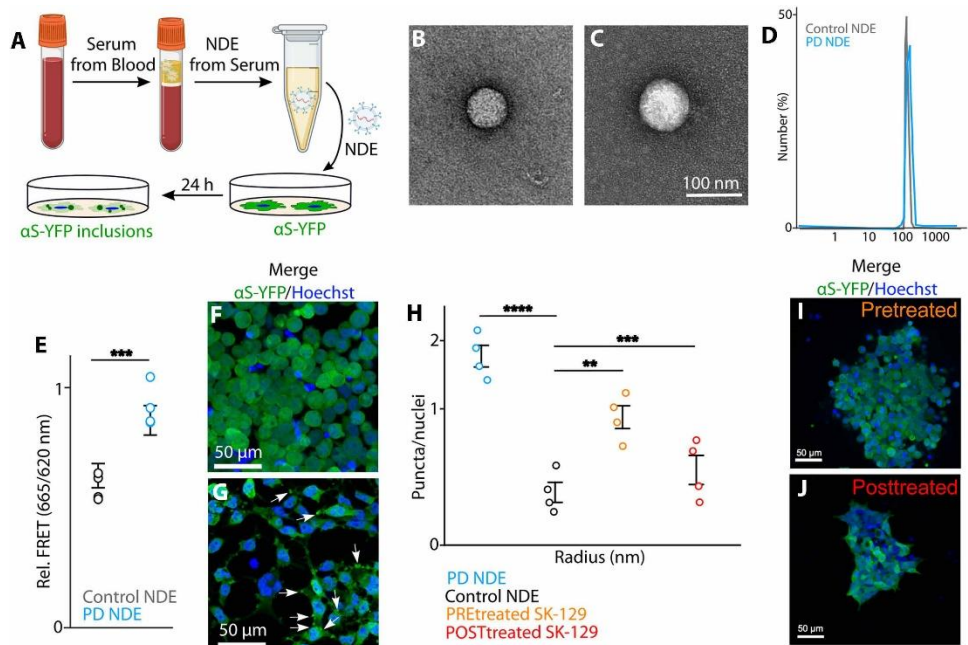 A
Serum
from Blood
NDE
from Serum
NDE
24 h
αS-YFP inclusions
αS-YFP
B
C
100 nm
D
50
Control NDE
PD NDE
Number (%)
50
1
10
100
1000
E
***
1
Rel. FRET (665/620 nm)
Control NDE
PD NDE
0
Merge
αS-YFP/Hoechst
F
50 µm
G
50 µm
H
****
***
**
2
1
0
Puncta/nuclei
Radius (nm)
PD NDE
Control NDE
PREtreated SK-129
POSTtreated SK-129
Merge
αS-YFP/Hoechst
I
Pretreated
50 µm
J
Posttreated
50 µm